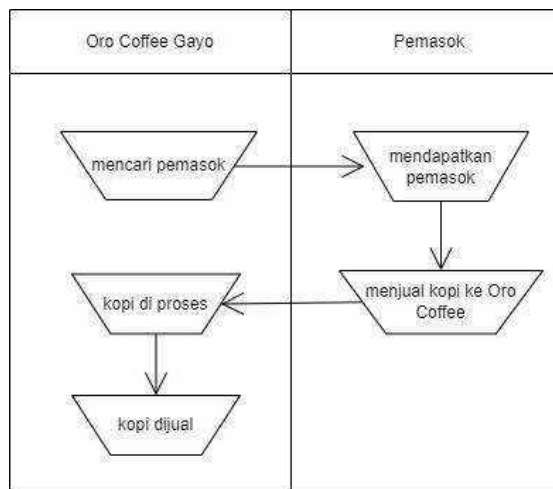 Oro Coffee Gayo
Pemasok
mencari pemasok
mendapatkan
pemasok
menjual kopi ke Oro
Coffee
kopi di proses
kopi dijual